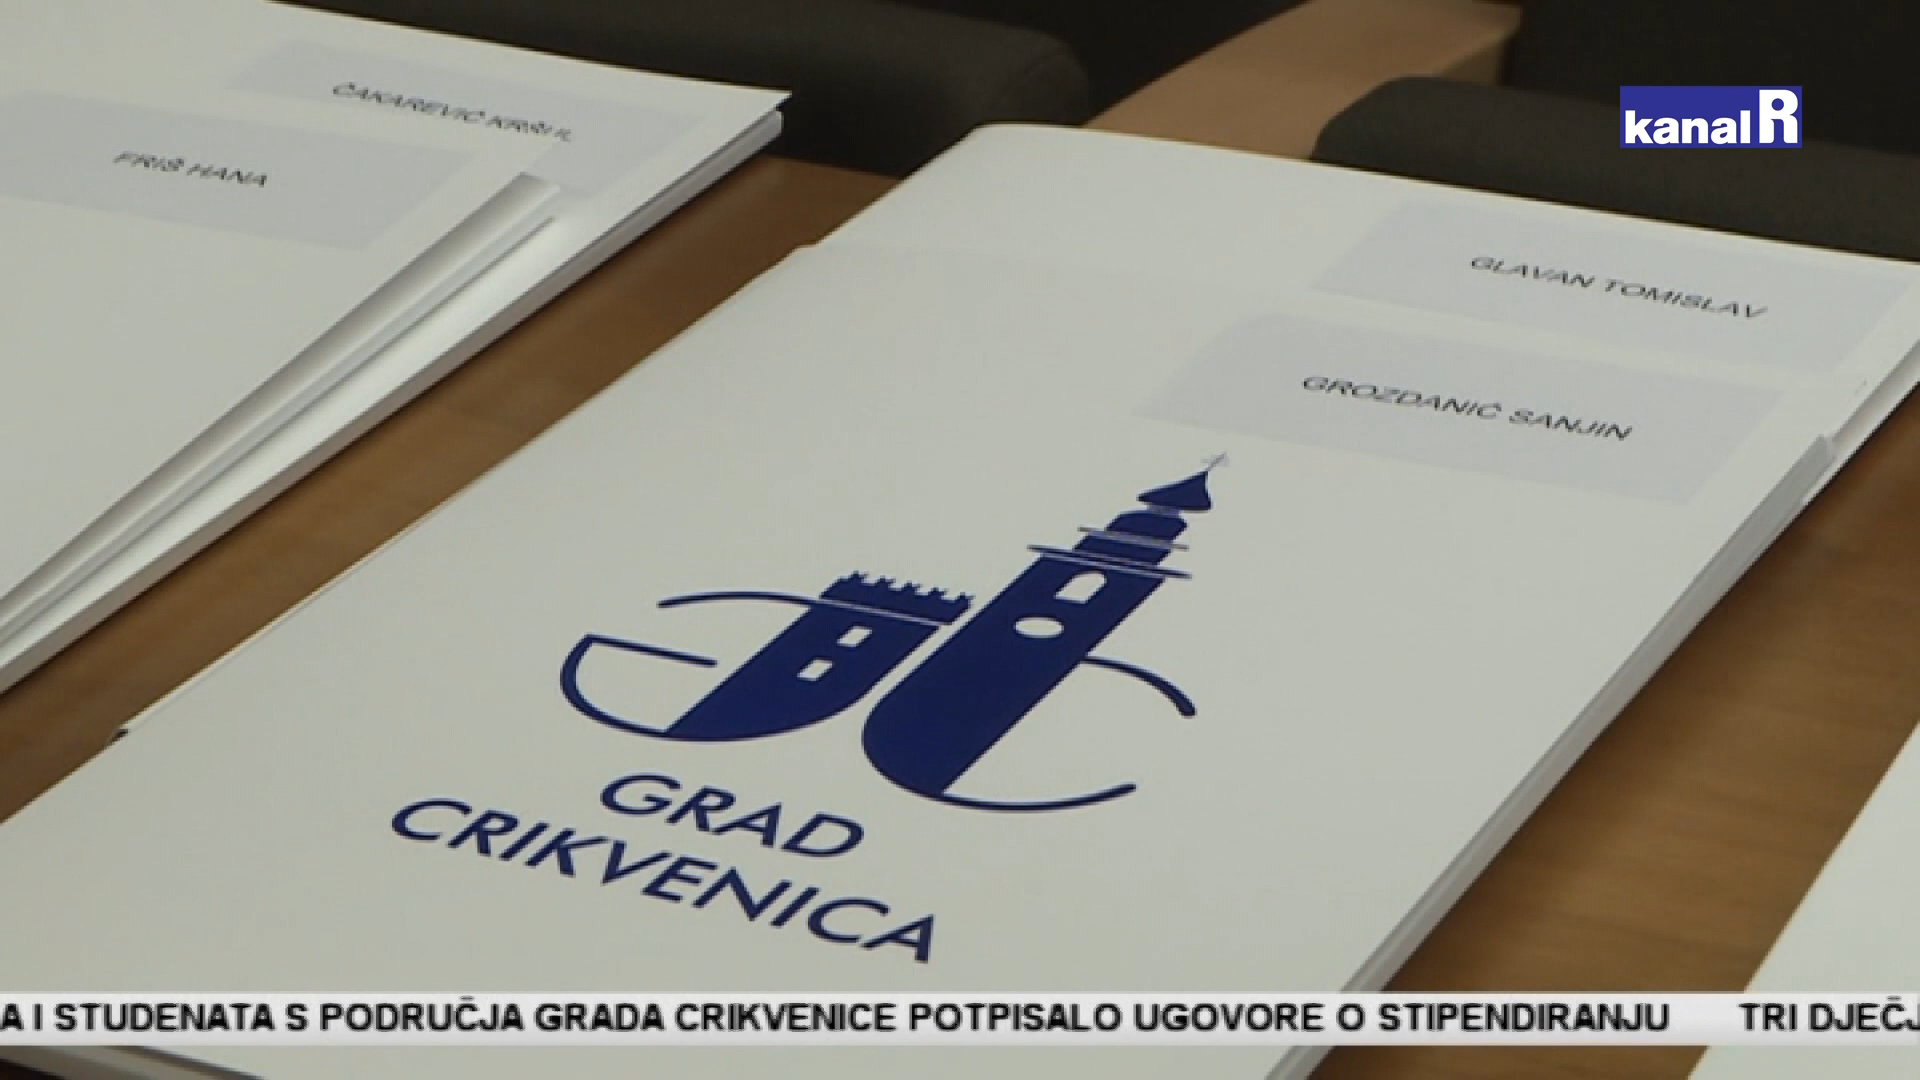 ČAKAREVIĆ KRŠUL
FRIŠ HANA
kanal R
GLAVAN TOMISLAV
GROZDANIĆ SANJIN
GRAD
CRIKVENICA
A I STUDENATA S PODRUČJA GRADA CRIKVENICE POTPISALO UGOVORE O STIPENDIRANJU TRI DJEČJ